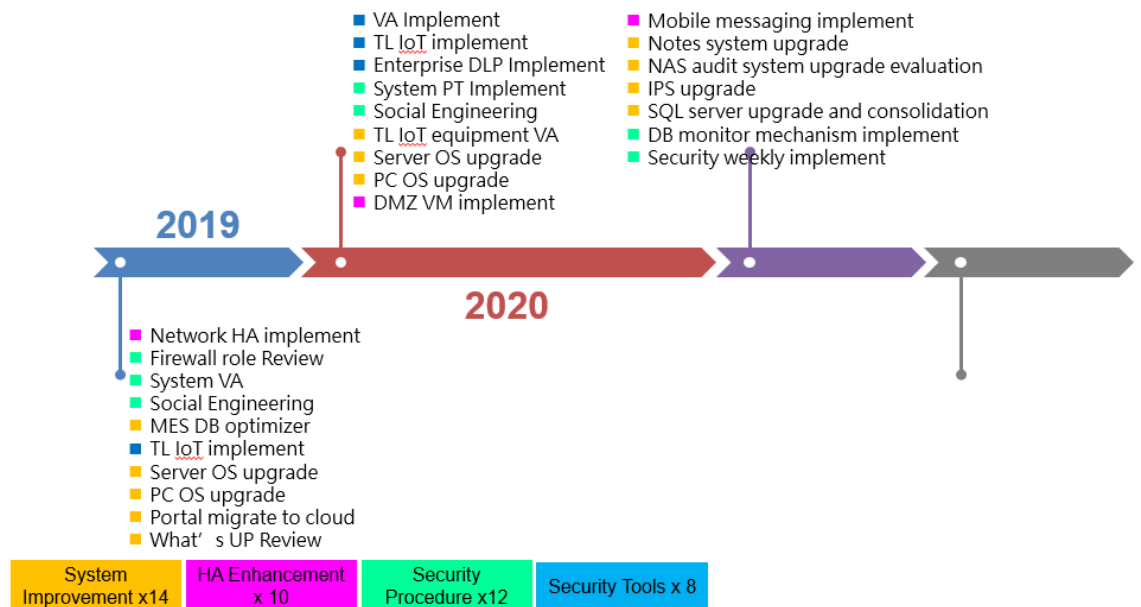 VA Implement
TL IoT implement
Enterprise DLP Implement
System PT Implement
Social Engineering
TL IoT equipment VA
Server OS upgrade
PC OS upgrade
DMZ VM implement
Mobile messaging implement
Notes system upgrade
NAS audit system upgrade evaluation
IPS upgrade
SQL server upgrade and consolidation
DB monitor mechanism implement
Security weekly implement
2019
2020
Network HA implement
Firewall role Review
System VA
Social Engineering
MES DB optimizer
TL IoT implement
Server OS upgrade
PC OS upgrade
Portal migrate to cloud
What’s UP Review
System
Improvement x14
HA Enhancement
x 10
Security
Procedure x12
Security Tools x 8